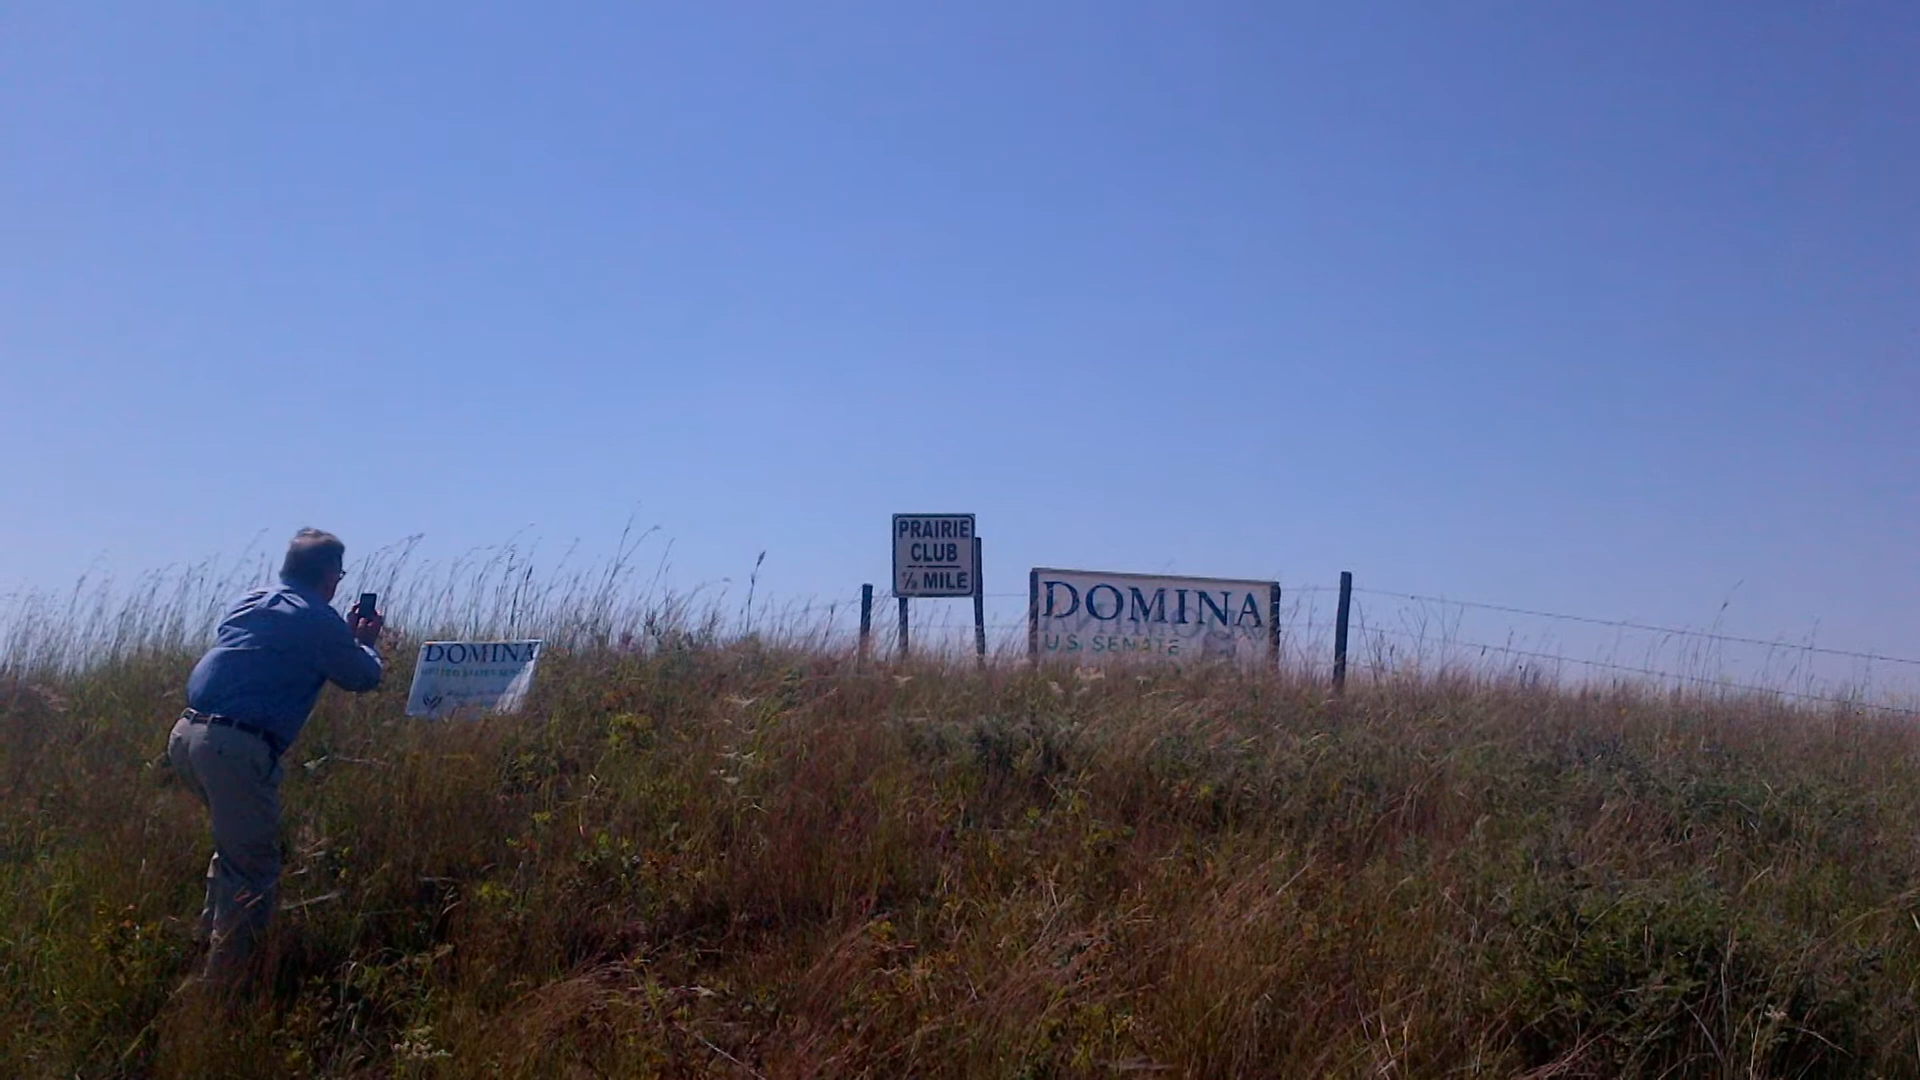 DOMINA
PRAIRIE
CLUB
½ MILE
DOMINA
U.S. SENATE